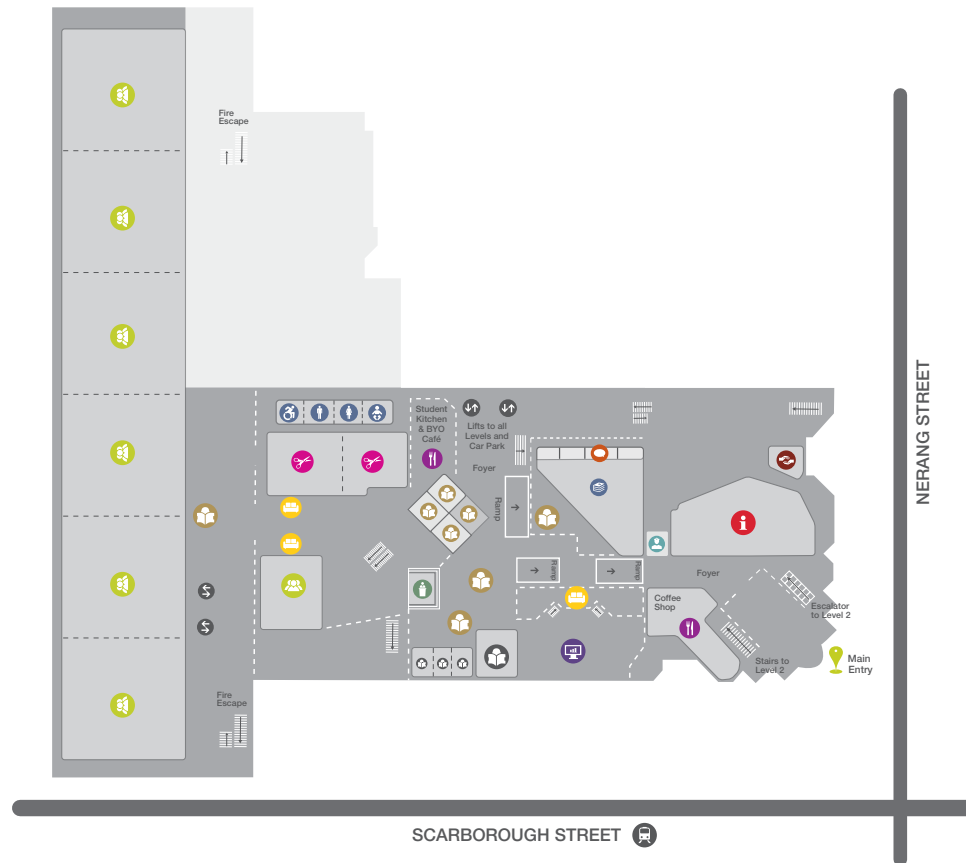 Fire
Escape
Student
Kitchen
& BYO
Café
Lifts to all
Levels and
Car Park
Foyer
Ramp
Ramp
Ramp
Foyer
Coffee
Shop
Escalator
to Level 2
Stairs to
Level 2
Main
Entry
Fire
Escape
NERANG STREET
SCARBOROUGH STREET